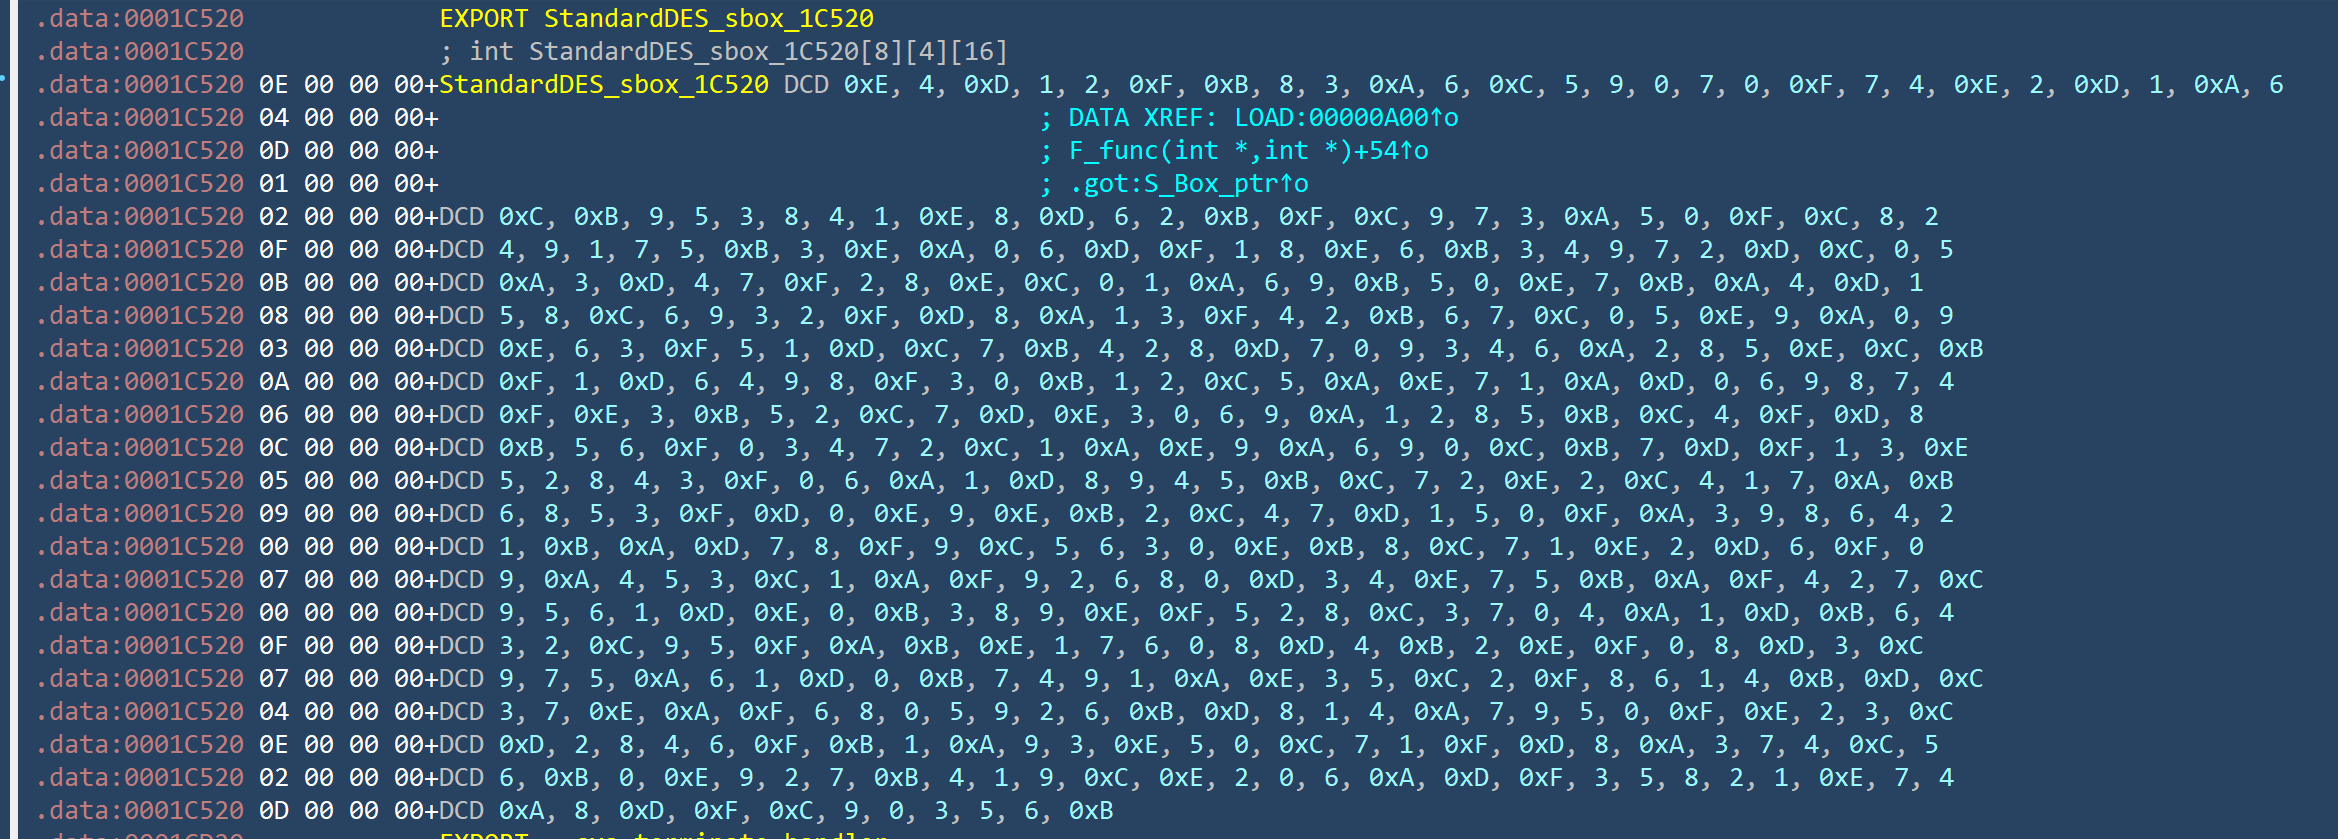 .data:0001C520 EXPORT StandardDES_sbox_1C520
.data:0001C520 ; int StandardDES_sbox_1C520[8][4][16]
.data:0001C520 0E 00 00 00+StandardDES_sbox_1C520 DCD 0xE, 4, 0xD, 1, 2, 0xF, 0xB, 8, 3, 0xA, 6, 0xC, 5, 9, 0, 7, 0, 0xF, 7, 4, 0xE, 2, 0xD, 1, 0xA, 6
.data:0001C520 04 00 00 00+ ; DATA XREF: LOAD:00000A00↑o
.data:0001C520 0D 00 00 00+ ; F_func(int *,int *)+54↑o
.data:0001C520 01 00 00 00+ ; .got:S_Box_ptr↑o
.data:0001C520 02 00 00 00+DCD 0xC, 0xB, 9, 5, 3, 8, 4, 1, 0xE, 8, 0xD, 6, 2, 0xB, 0xF, 0xC, 9, 7, 3, 0xA, 5, 0, 0xF, 0xC, 8, 2
.data:0001C520 0F 00 00 00+DCD 4, 9, 1, 7, 5, 0xB, 3, 0xE, 0xA, 0, 6, 0xD, 0xF, 1, 8, 0xE, 6, 0xB, 3, 4, 9, 7, 2, 0xD, 0xC, 0, 5
.data:0001C520 0B 00 00 00+DCD 0xA, 3, 0xD, 4, 7, 0xF, 2, 8, 0xE, 0xC, 0, 1, 0xA, 6, 9, 0xB, 5, 0, 0xE, 7, 0xB, 0xA, 4, 0xD, 1
.data:0001C520 08 00 00 00+DCD 5, 8, 0xC, 6, 9, 3, 2, 0xF, 0xD, 8, 0xA, 1, 3, 0xF, 4, 2, 0xB, 6, 7, 0xC, 0, 5, 0xE, 9, 0xA, 0, 9
.data:0001C520 03 00 00 00+DCD 0xE, 6, 3, 0xF, 5, 1, 0xD, 0xC, 7, 0xB, 4, 2, 8, 0xD, 7, 0, 9, 3, 4, 6, 0xA, 2, 8, 5, 0xE, 0xC, 0xB
.data:0001C520 0A 00 00 00+DCD 0xF, 1, 0xD, 6, 4, 9, 8, 0xF, 3, 0, 0xB, 1, 2, 0xC, 5, 0xA, 0xE, 7, 1, 0xA, 0xD, 0, 6, 9, 8, 7, 4
.data:0001C520 06 00 00 00+DCD 0xF, 0xE, 3, 0xB, 5, 2, 0xC, 7, 0xD, 0xE, 3, 0, 6, 9, 0xA, 1, 2, 8, 5, 0xB, 0xC, 4, 0xF, 0xD, 8
.data:0001C520 0C 00 00 00+DCD 0xB, 5, 6, 0xF, 0, 3, 4, 7, 2, 0xC, 1, 0xA, 0xE, 9, 0xA, 6, 9, 0, 0xC, 0xB, 7, 0xD, 0xF, 1, 3, 0xE
.data:0001C520 05 00 00 00+DCD 5, 2, 8, 4, 3, 0xF, 0, 6, 0xA, 1, 0xD, 8, 9, 4, 5, 0xB, 0xC, 7, 2, 0xE, 2, 0xC, 4, 1, 7, 0xA, 0xB
.data:0001C520 09 00 00 00+DCD 6, 8, 5, 3, 0xF, 0xD, 0, 0xE, 9, 0xE, 0xB, 2, 0xC, 4, 7, 0xD, 1, 5, 0, 0xF, 0xA, 3, 9, 8, 6, 4, 2
.data:0001C520 00 00 00 00+DCD 1, 0xB, 0xA, 0xD, 7, 8, 0xF, 9, 0xC, 5, 6, 3, 0, 0xE, 0xB, 8, 0xC, 7, 1, 0xE, 2, 0xD, 6, 0xF, 0
.data:0001C520 07 00 00 00+DCD 9, 0xA, 4, 5, 3, 0xC, 1, 0xA, 0xF, 9, 2, 6, 8, 0, 0xD, 3, 4, 0xE, 7, 5, 0xB, 0xA, 0xF, 4, 2, 7, 0xC
.data:0001C520 00 00 00 00+DCD 9, 5, 6, 1, 0xD, 0xE, 0, 0xB, 3, 8, 9, 0xE, 0xF, 5, 2, 8, 0xC, 3, 7, 0, 4, 0xA, 1, 0xD, 0xB, 6, 4
.data:0001C520 0F 00 00 00+DCD 3, 2, 0xC, 9, 5, 0xF, 0xA, 0xB, 0xE, 1, 7, 6, 0, 8, 0xD, 4, 0xB, 2, 0xE, 0xF, 0, 8, 0xD, 3, 0xC
.data:0001C520 07 00 00 00+DCD 9, 7, 5, 0xA, 6, 1, 0xD, 0, 0xB, 7, 4, 9, 1, 0xA, 0xE, 3, 5, 0xC, 2, 0xF, 8, 6, 1, 4, 0xB, 0xD, 0xC
.data:0001C520 04 00 00 00+DCD 3, 7, 0xE, 0xA, 0xF, 6, 8, 0, 5, 9, 2, 6, 0xB, 0xD, 8, 1, 4, 0xA, 7, 9, 5, 0, 0xF, 0xE, 2, 3, 0xC
.data:0001C520 0E 00 00 00+DCD 0xD, 2, 8, 4, 6, 0xF, 0xB, 1, 0xA, 9, 3, 0xE, 5, 0, 0xC, 7, 1, 0xF, 0xD, 8, 0xA, 3, 7, 4, 0xC, 5
.data:0001C520 02 00 00 00+DCD 6, 0xB, 0, 0xE, 9, 2, 7, 0xB, 4, 1, 9, 0xC, 0xE, 2, 0, 6, 0xA, 0xD, 0xF, 3, 5, 8, 2, 1, 0xE, 7, 4
.data:0001C520 0D 00 00 00+DCD 0xA, 8, 0xD, 0xF, 0xC, 9, 0, 3, 5, 6, 0xB